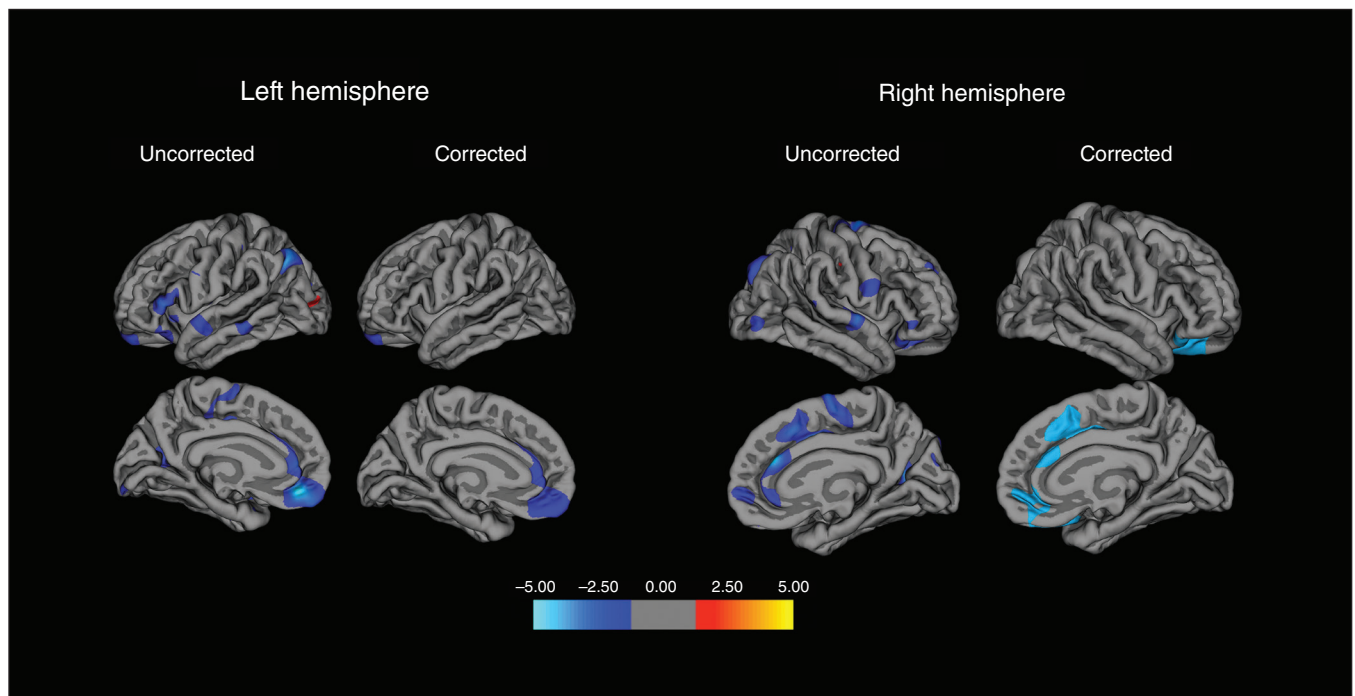 Left hemisphere
Right hemisphere
Uncorrected
Corrected
Uncorrected
Corrected
–5.00 –2.50 0.00 2.50 5.00